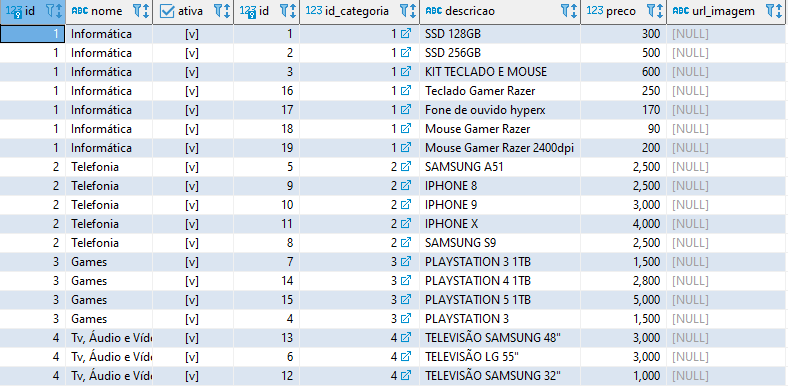 123 id ABC nome ativa 123 id 123 id_categoria ABC descricao 123 preco ABC url_imagem
1 Informática [v] 1 1 SSD 128GB 300 [NULL]
1 Informática [v] 2 1 SSD 256GB 500 [NULL]
1 Informática [v] 3 1 KIT TECLADO E MOUSE 600 [NULL]
1 Informática [v] 16 1 Teclado Gamer Razer 250 [NULL]
1 Informática [v] 17 1 Fone de ouvido hyperx 170 [NULL]
1 Informática [v] 18 1 Mouse Gamer Razer 90 [NULL]
1 Informática [v] 19 1 Mouse Gamer Razer 2400dpi 200 [NULL]
2 Telefonia [v] 5 2 SAMSUNG A51 2,500 [NULL]
2 Telefonia [v] 9 2 IPHONE 8 2,500 [NULL]
2 Telefonia [v] 10 2 IPHONE 9 3,000 [NULL]
2 Telefonia [v] 11 2 IPHONE X 4,000 [NULL]
2 Telefonia [v] 8 2 SAMSUNG S9 2,500 [NULL]
3 Games [v] 7 3 PLAYSTATION 3 1TB 1,500 [NULL]
3 Games [v] 14 3 PLAYSTATION 4 1TB 2,800 [NULL]
3 Games [v] 15 3 PLAYSTATION 5 1TB 5,000 [NULL]
3 Games [v] 4 3 PLAYSTATION 3 1,500 [NULL]
4 Tv, Áudio e Víde [v] 13 4 TELEVISÃO SAMSUNG 48" 3,000 [NULL]
4 Tv, Áudio e Víde [v] 6 4 TELEVISÃO LG 55" 3,000 [NULL]
4 Tv, Áudio e Víde [v] 12 4 TELEVISÃO SAMSUNG 32" 1,000 [NULL]